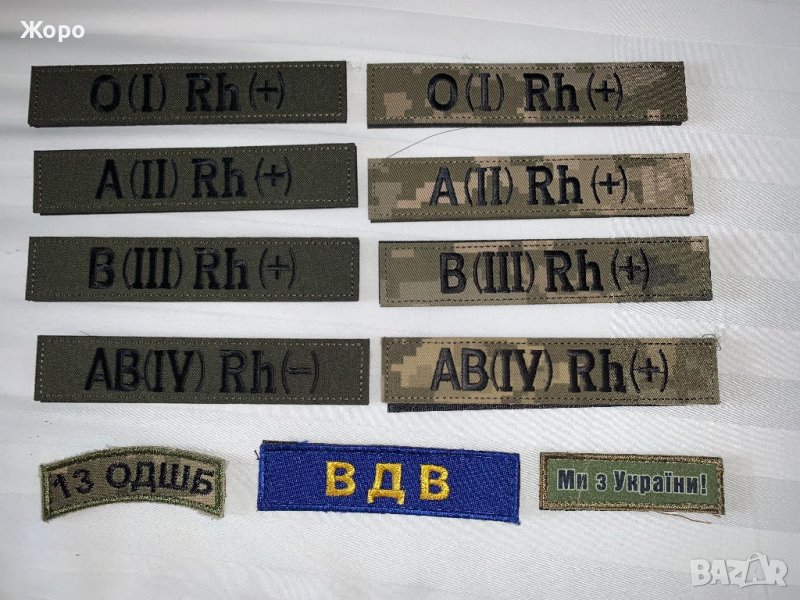 Жоро
O(I) Rh(+)
O(I) Rh(+)
A(II) Rh(+)
A(II) Rh(+)
B(III) Rh(+)
B(III) Rh(+)
AB(IV) Rh(-)
AB(IV) Rh(+)
13 ОДШБ
ВДВ
Ми з України!
BAZAR